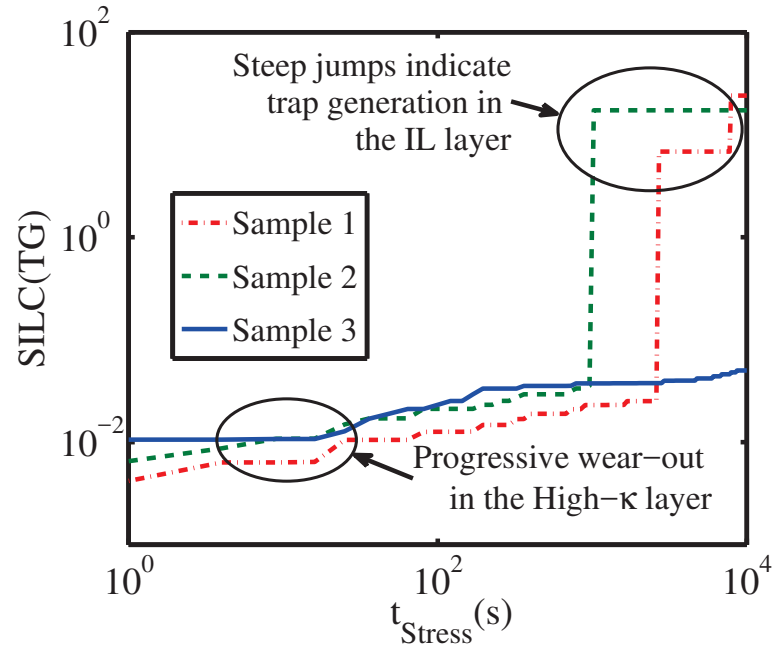 10^2
Steep jumps indicate
trap generation in
the IL layer
Sample 1
Sample 2
Sample 3
10^0
SILC(TG)
10^-2
Progressive wear-out
in the High-κ layer
10^0
10^2
10^4
t_Stress(s)